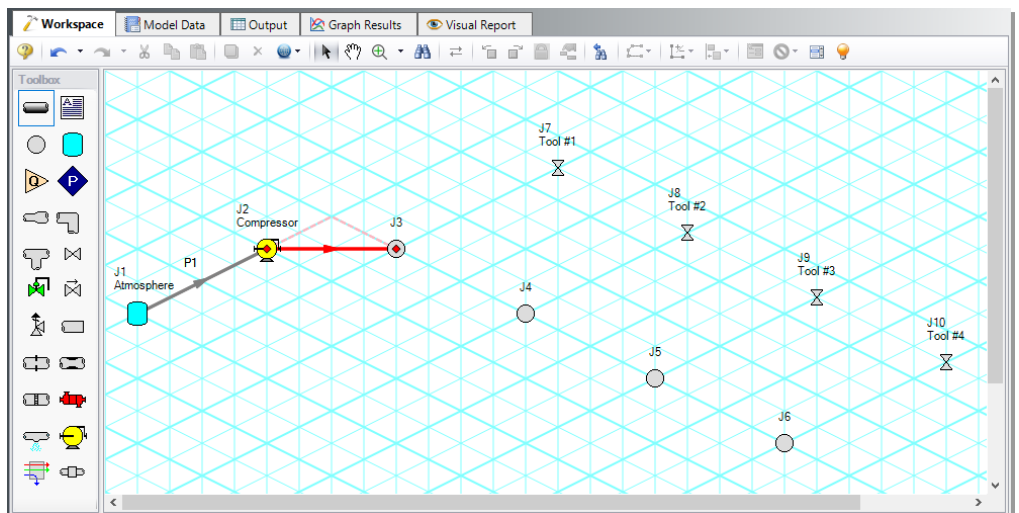 Workspace
Model Data
Output
Graph Results
Visual Report
Toolbox
A
Q
P
J7
Tool #1
J8
Tool #2
J2
Compressor
J3
J9
Tool #3
P1
J1
Atmosphere
J4
J10
Tool #4
J5
J6